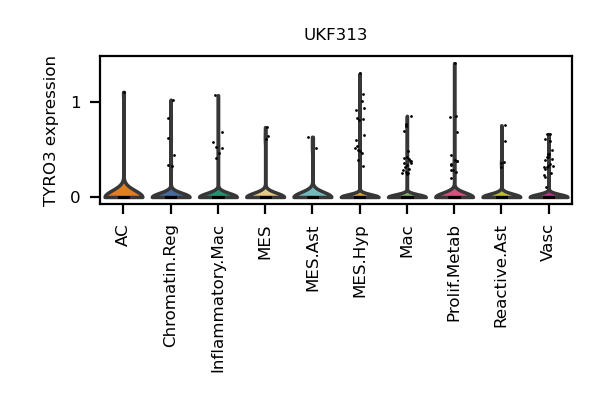 UKF313
TYRO3 expression
1
0
AC
Chromatin.Reg
Inflammatory.Mac
MES
MES.Ast
MES.Hyp
Mac
Prolif.Metab
Reactive.Ast
Vasc